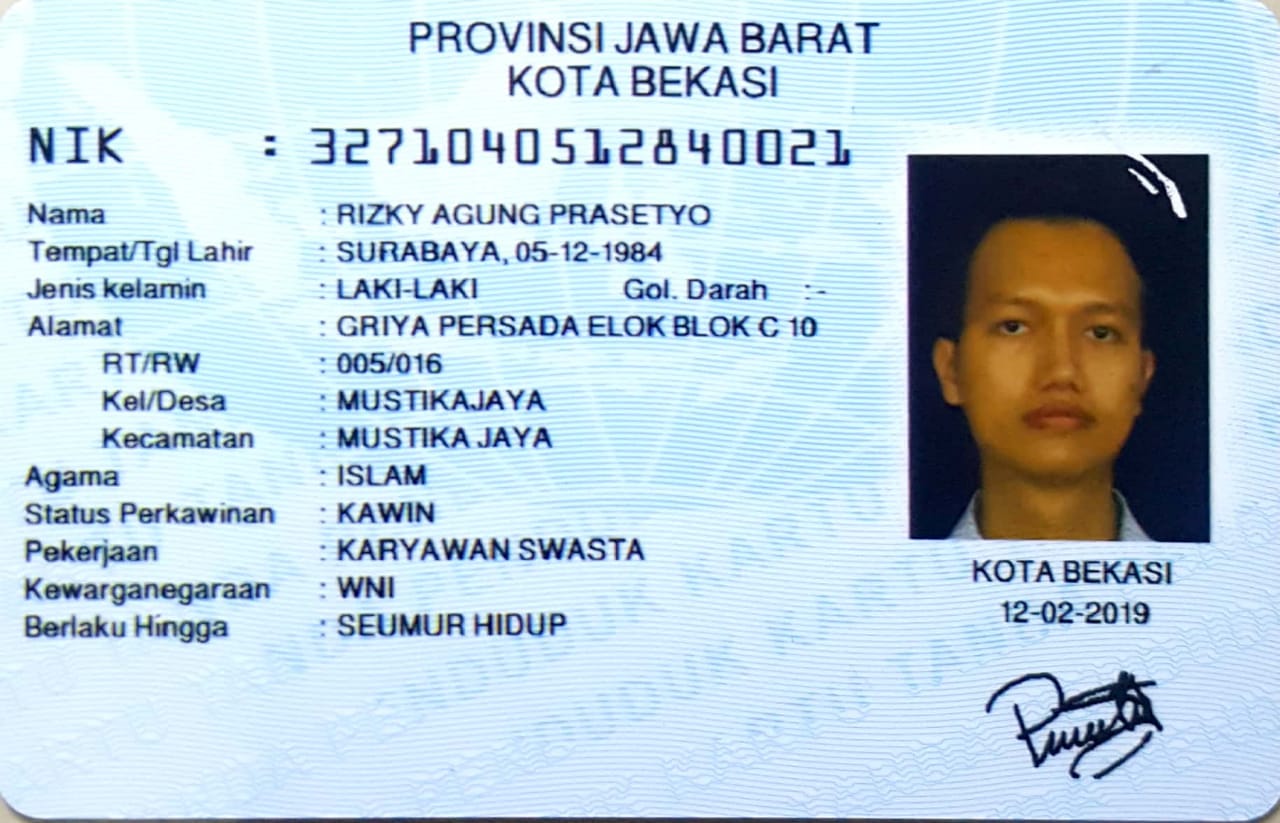 PROVINSI JAWA BARAT
KOTA BEKASI
NIK : 3271040512840021
Nama : RIZKY AGUNG PRASETYO
Tempat/Tgl Lahir : SURABAYA, 05-12-1984
Jenis kelamin : LAKI-LAKI Gol. Darah : -
Alamat : GRIYA PERSADA ELOK BLOK C 10
RT/RW : 005/016
Kel/Desa : MUSTIKAJAYA
Kecamatan : MUSTIKA JAYA
Agama : ISLAM
Status Perkawinan : KAWIN
Pekerjaan : KARYAWAN SWASTA
Kewarganegaraan : WNI
Berlaku Hingga : SEUMUR HIDUP
KOTA BEKASI
12-02-2019